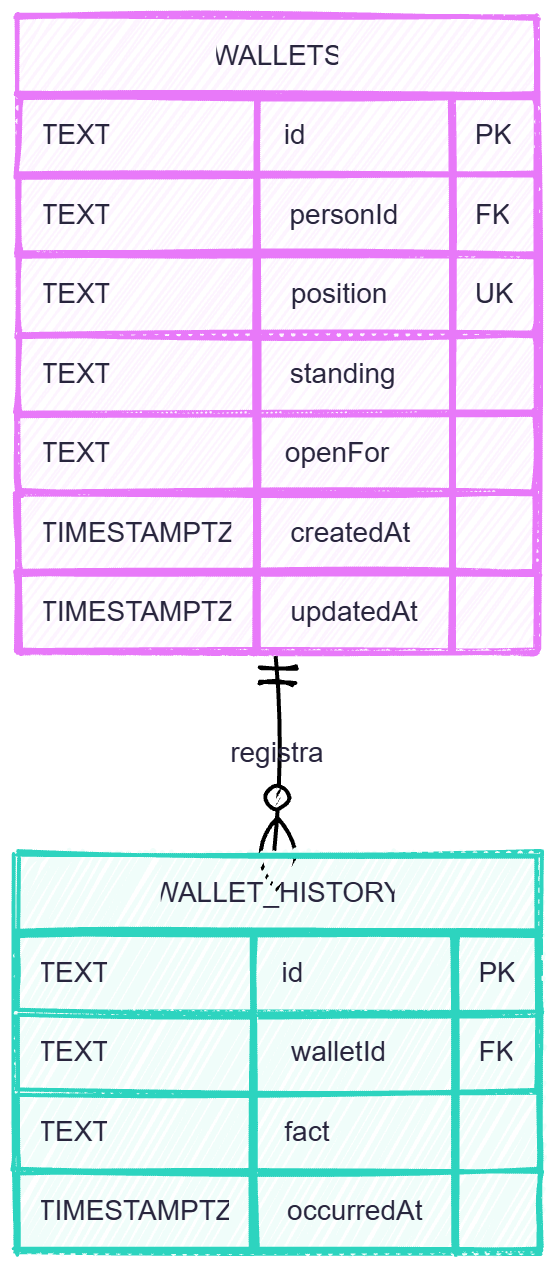 WALLETS
TEXT id PK
TEXT personId FK
TEXT position UK
TEXT standing
TEXT openFor
TIMESTAMPTZ createdAt
TIMESTAMPTZ updatedAt
registra
WALLET_HISTORY
TEXT id PK
TEXT walletId FK
TEXT fact
TIMESTAMPTZ occurredAt